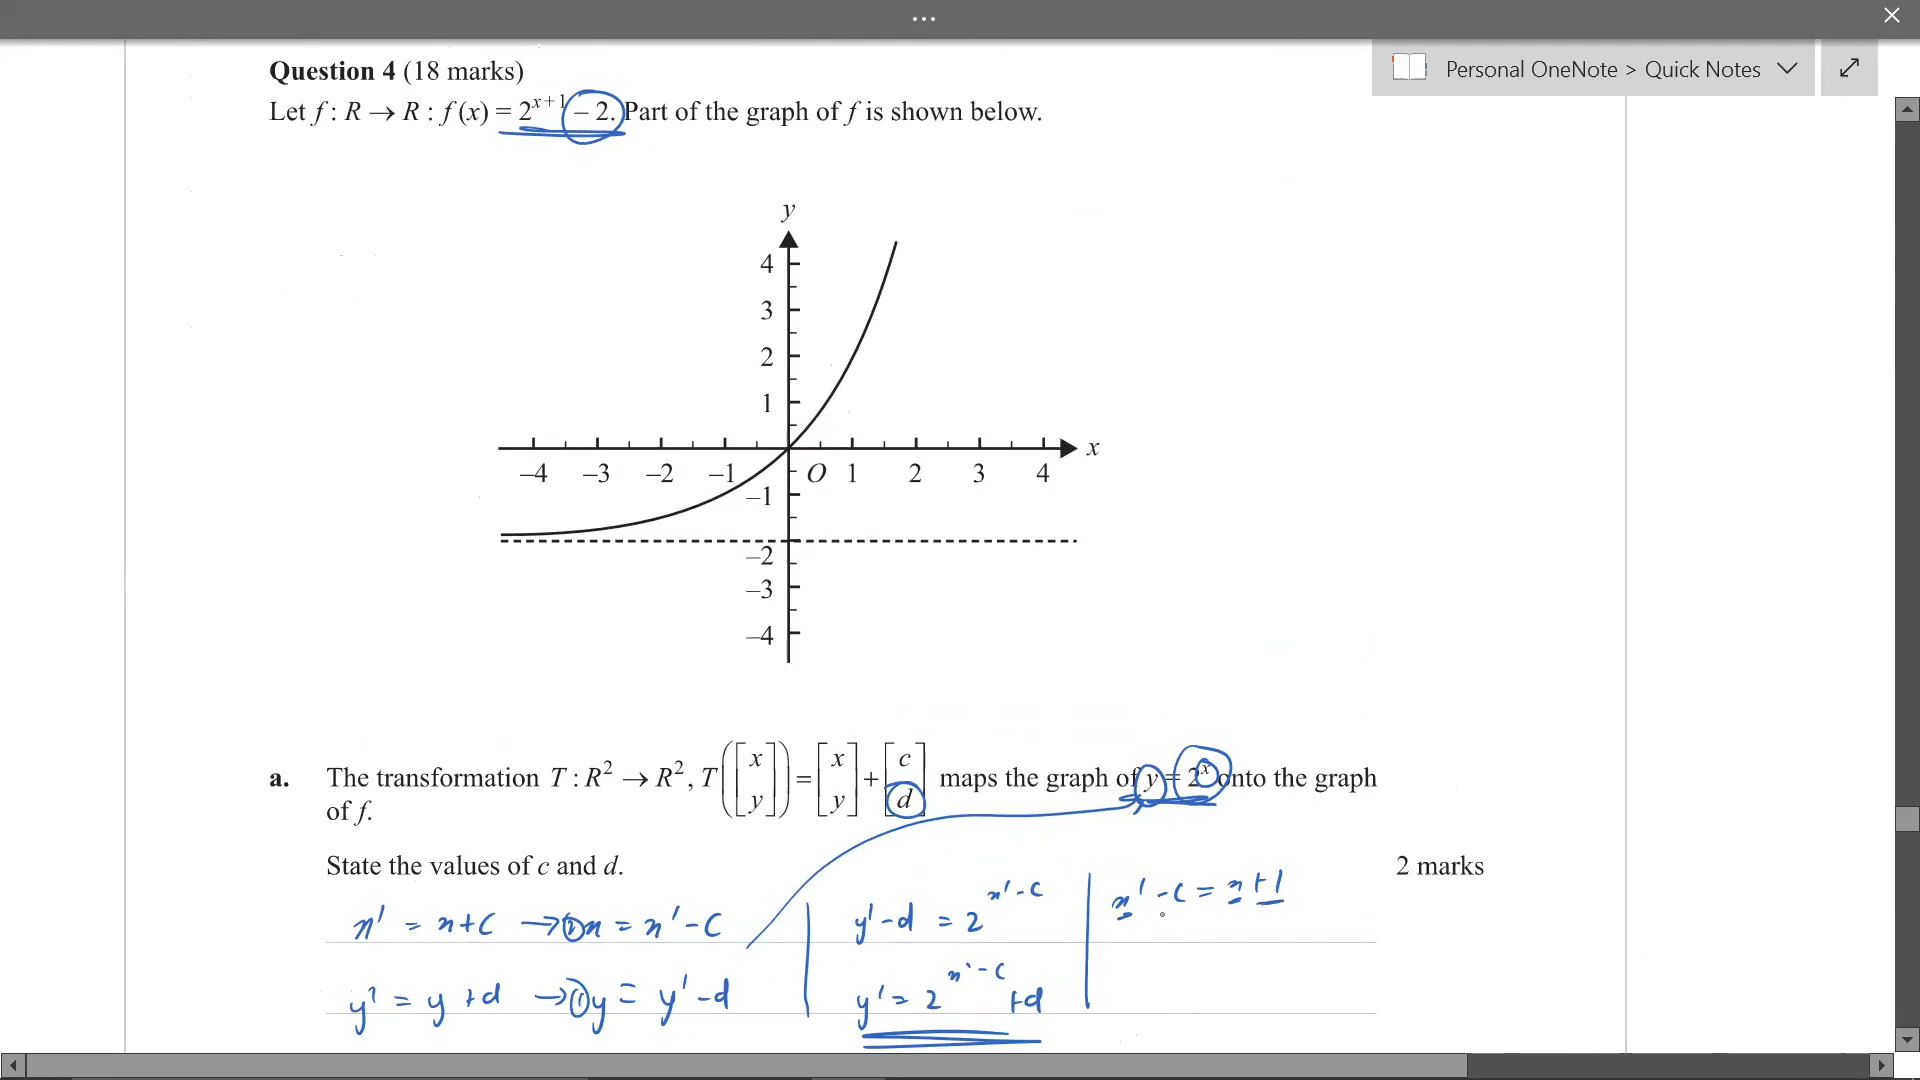 ...
Personal OneNote > Quick Notes
Question 4 (18 marks)
Let f : R → R : f (x) = 2^{x+1} – 2. Part of the graph of f is shown below.
y
4
3
2
1
–4 –3 –2 –1 O 1 2 3 4 x
–1
–2
–3
–4
a. The transformation T : R² → R², T([x y]) = [x y] + [c d] maps the graph of y = 2^x onto the graph
of f.
State the values of c and d. 2 marks
x' = x+c → ② x = x' - c
y' = y + d → ① y = y' - d
y' - d = 2^{x' - c}
y' = 2^{x' - c} + d
x' - c = x + 1